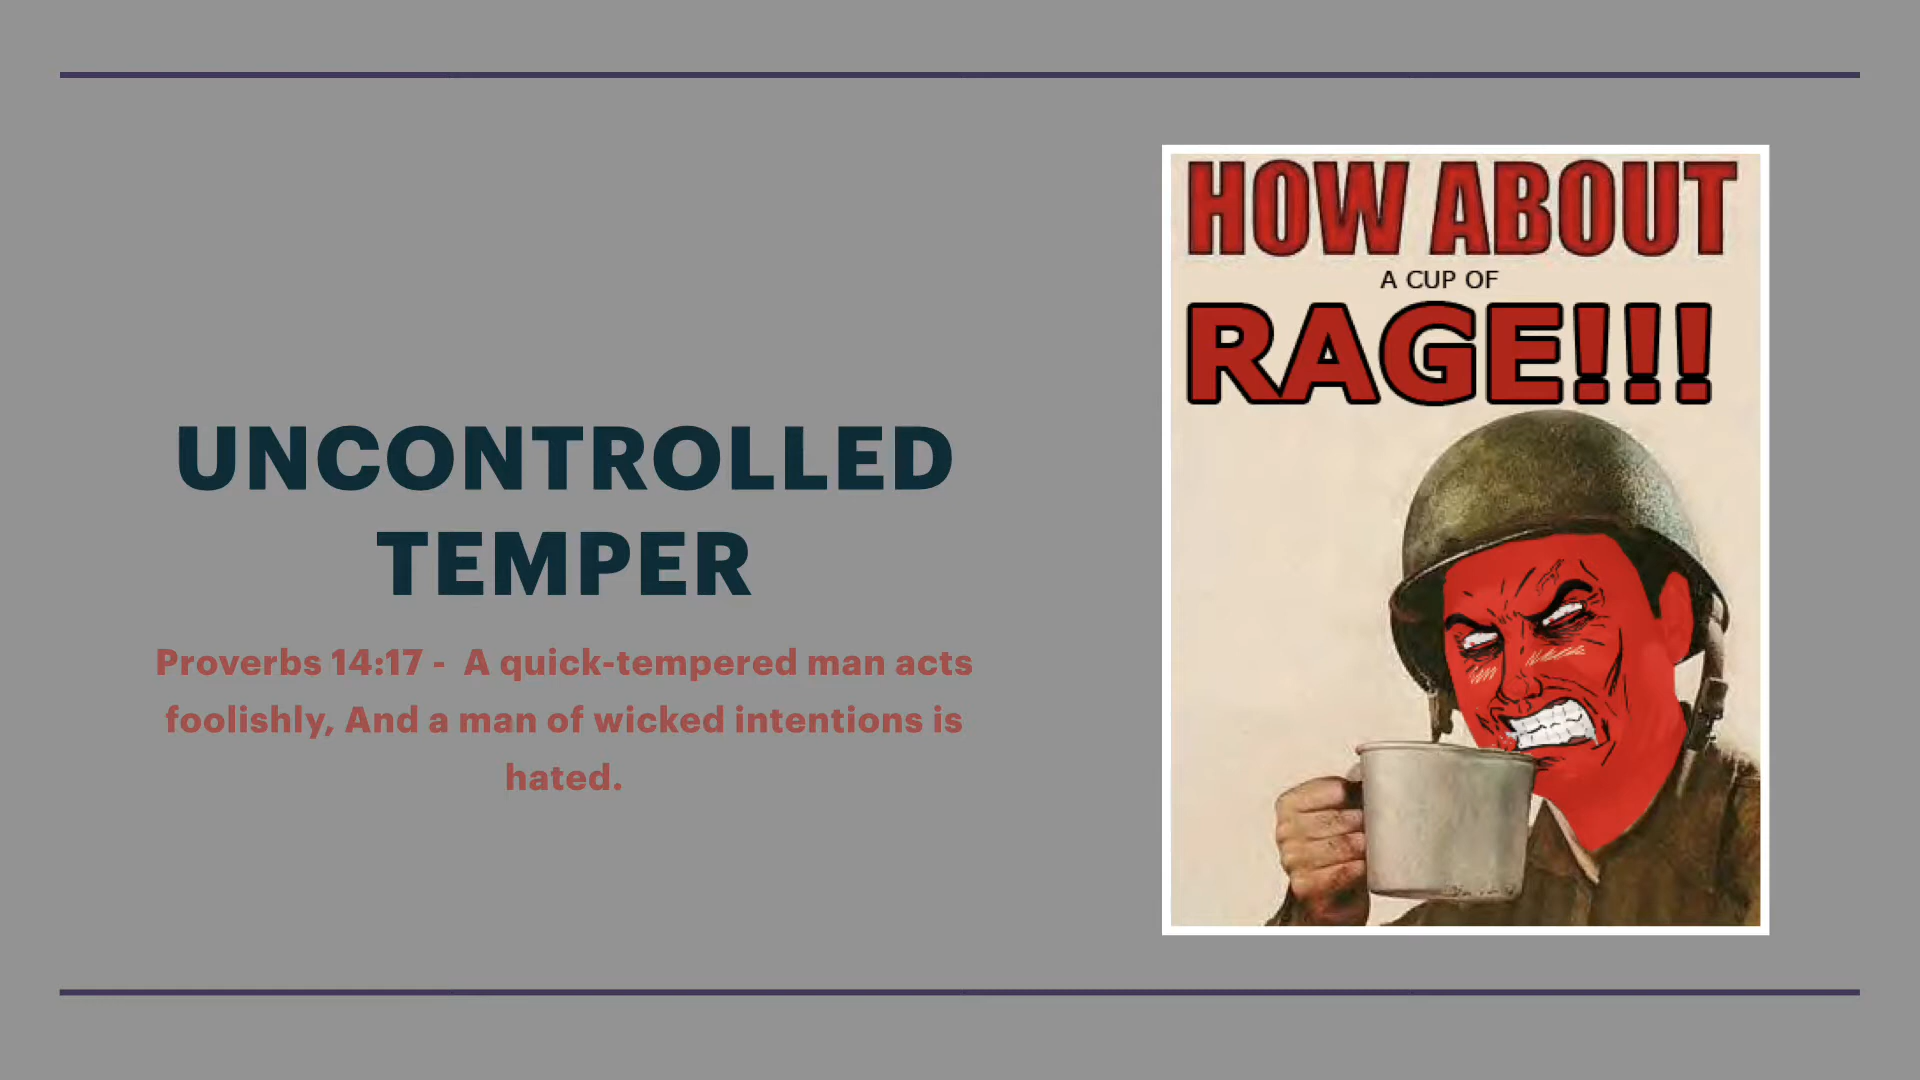 UNCONTROLLED
TEMPER
Proverbs 14:17 -  A quick-tempered man acts
foolishly, And a man of wicked intentions is
hated.
HOW ABOUT
A CUP OF
RAGE!!!